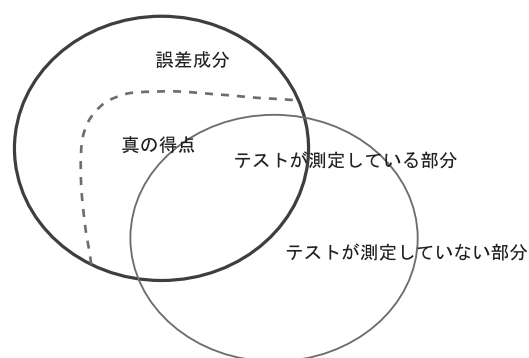 誤差成分
真の得点
テストが測定している部分
テストが測定していない部分